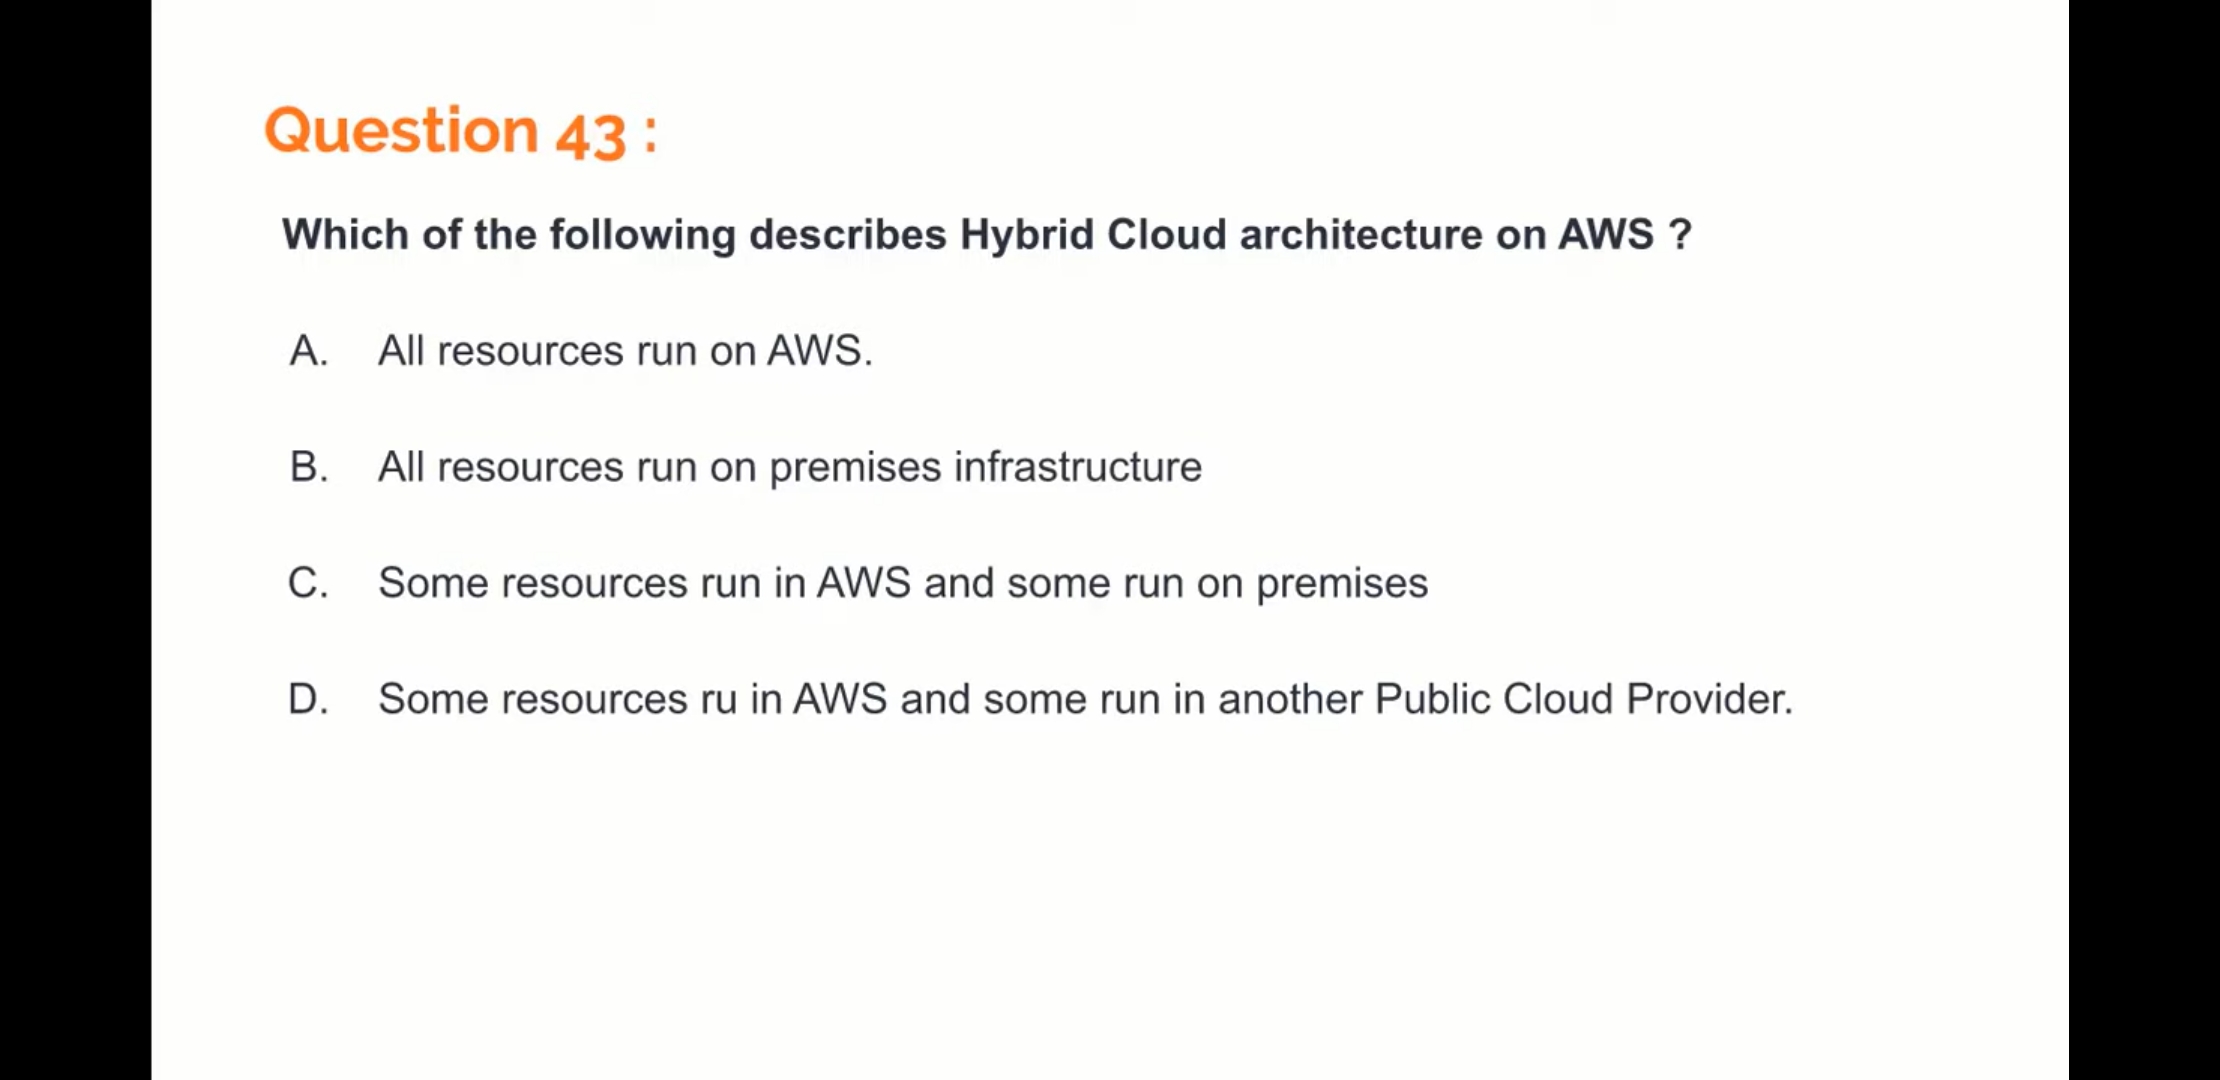 Question 43 :
Which of the following describes Hybrid Cloud architecture on AWS ?
A. All resources run on AWS.
B. All resources run on premises infrastructure
C. Some resources run in AWS and some run on premises
D. Some resources ru in AWS and some run in another Public Cloud Provider.